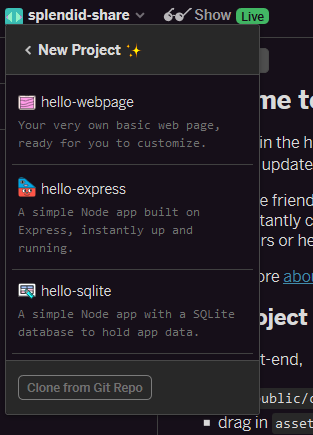 splendid-share Show Live
New Project
me to
hello-webpage
Your very own basic web page,
ready for you to customize.
in the h
update
hello-express
A simple Node app built on
Express, instantly up and
running.
e friend
tantly c
rs or he
hello-sqlite
A simple Node app with a SQLite
database to hold app data.
ore abou
oject
t-end,
Clone from Git Repo
public/c
drag in asset